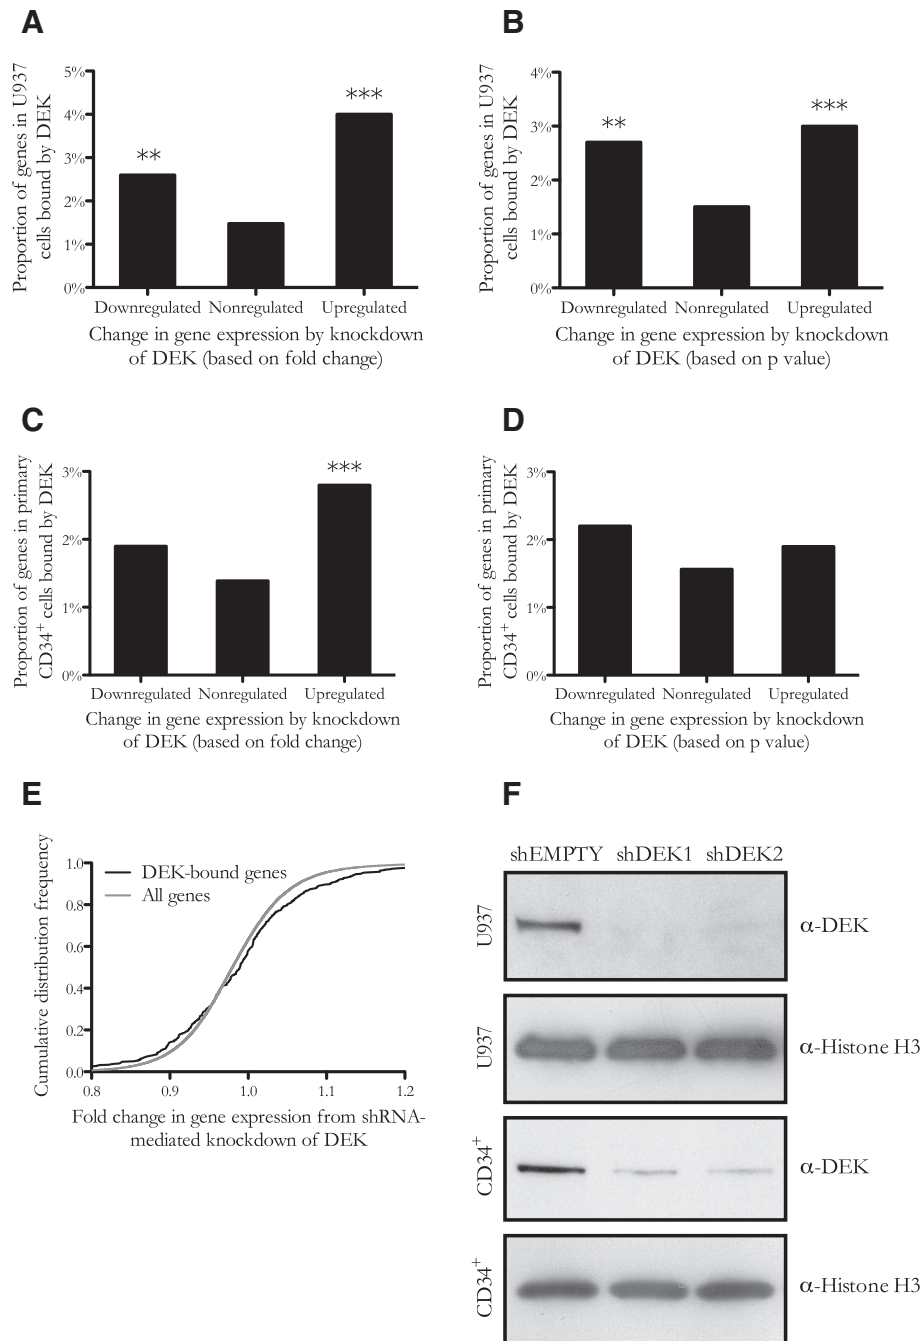 A
Proportion of genes in U937
cells bound by DEK
5%
4%
3%
2%
1%
0%
**
***
Downregulated Nonregulated Upregulated
Change in gene expression by knockdown
of DEK (based on fold change)
B
Proportion of genes in U937
cells bound by DEK
4%
3%
2%
1%
0%
**
***
Downregulated Nonregulated Upregulated
Change in gene expression by knockdown
of DEK (based on p value)
C
Proportion of genes in primary
CD34+ cells bound by DEK
3%
2%
1%
0%
***
Downregulated Nonregulated Upregulated
Change in gene expression by knockdown
of DEK (based on fold change)
D
Proportion of genes in primary
CD34+ cells bound by DEK
3%
2%
1%
0%
Downregulated Nonregulated Upregulated
Change in gene expression by knockdown
of DEK (based on p value)
E
Cumulative distribution frequency
1.0
0.8
0.6
0.4
0.2
0.0
DEK-bound genes
All genes
0.8 0.9 1.0 1.1 1.2
Fold change in gene expression from shRNA-
mediated knockdown of DEK
F
shEMPTY shDEK1 shDEK2
U937
α-DEK
U937
α-Histone H3
CD34+
α-DEK
CD34+
α-Histone H3